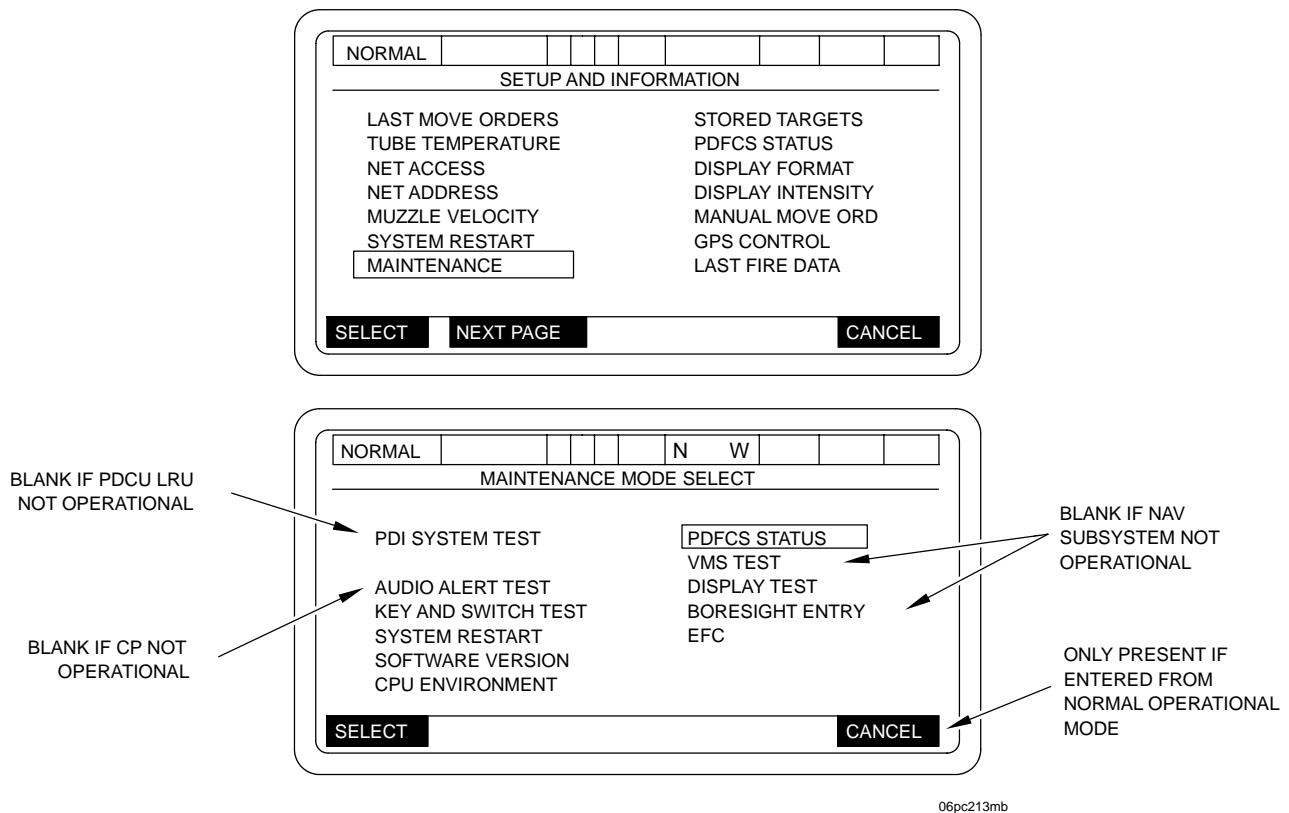 NORMAL
SETUP AND INFORMATION
LAST MOVE ORDERS
TUBE TEMPERATURE
NET ACCESS
NET ADDRESS
MUZZLE VELOCITY
SYSTEM RESTART
MAINTENANCE
STORED TARGETS
PDFCS STATUS
DISPLAY FORMAT
DISPLAY INTENSITY
MANUAL MOVE ORD
GPS CONTROL
LAST FIRE DATA
SELECT NEXT PAGE CANCEL
NORMAL N W
MAINTENANCE MODE SELECT
BLANK IF PDCU LRU
NOT OPERATIONAL
BLANK IF CP NOT
OPERATIONAL
PDI SYSTEM TEST
AUDIO ALERT TEST
KEY AND SWITCH TEST
SYSTEM RESTART
SOFTWARE VERSION
CPU ENVIRONMENT
PDFCS STATUS
VMS TEST
DISPLAY TEST
BORESIGHT ENTRY
EFC
BLANK IF NAV
SUBSYSTEM NOT
OPERATIONAL
ONLY PRESENT IF
ENTERED FROM
NORMAL OPERATIONAL
MODE
SELECT CANCEL
06pc213mb